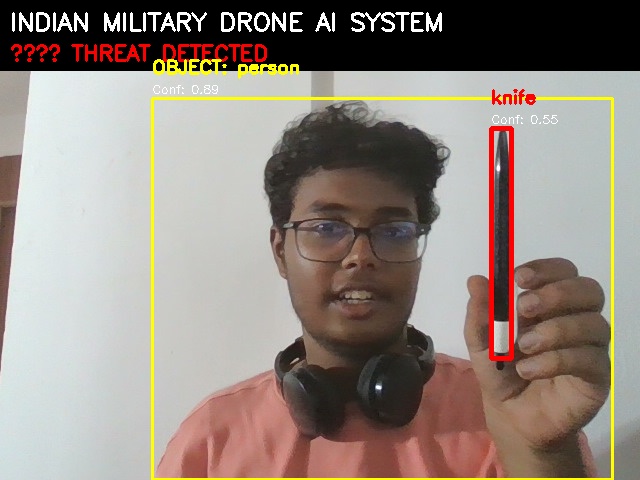 INDIAN MILITARY DRONE AI SYSTEM
???? THREAT DETECTED
OBJECT: person
Conf: 0.89
knife
Conf: 0.55